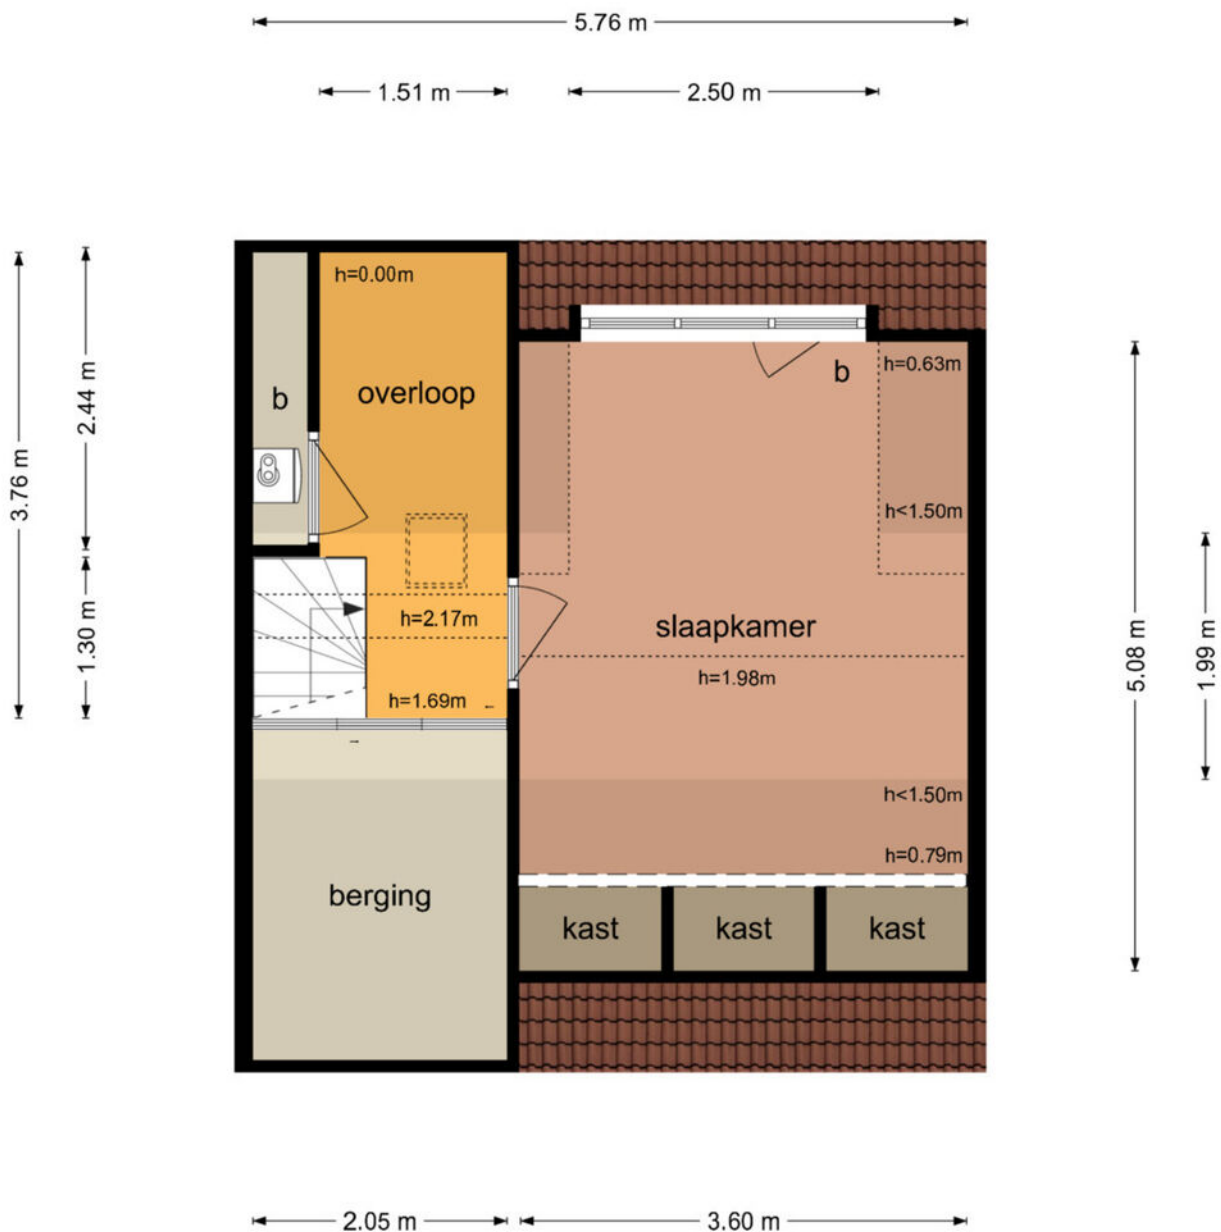 5.76 m
1.51 m
2.50 m
h=0.00m
h=0.63m
b
overloop
b
2.44 m
3.76 m
h<1.50m
1.30 m
h=2.17m
slaapkamer
h=1.98m
5.08 m
1.99 m
h=1.69m
h<1.50m
h=0.79m
berging
kast
kast
kast
2.05 m
3.60 m